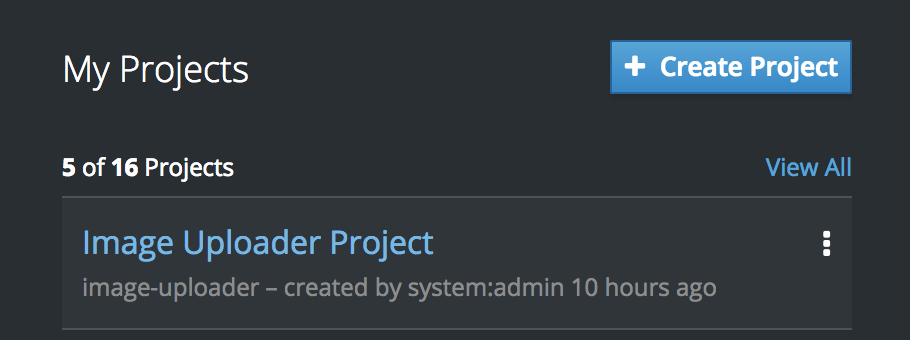 My Projects
+ Create Project
5 of 16 Projects
View All
Image Uploader Project
image-uploader – created by system:admin 10 hours ago